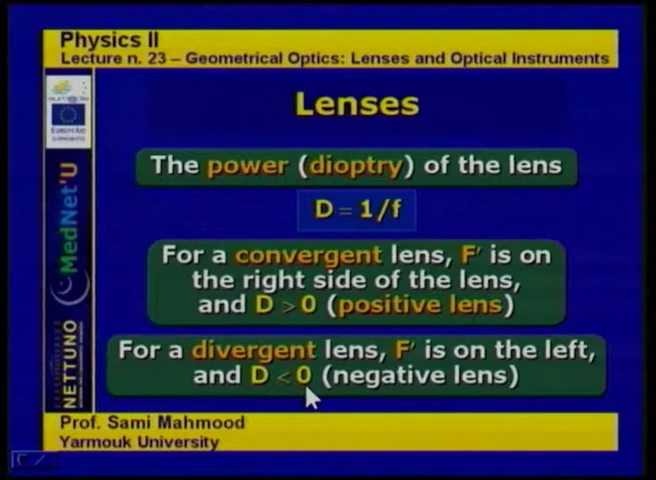 Physics II
Lecture n. 23 – Geometrical Optics: Lenses and Optical Instruments
Lenses
The power (dioptry) of the lens
D = 1/f
For a convergent lens, F' is on
the right side of the lens,
and D > 0 (positive lens)
For a divergent lens, F' is on the left,
and D < 0 (negative lens)
MedNet'U
NETTUNO
Prof. Sami Mahmood
Yarmouk University